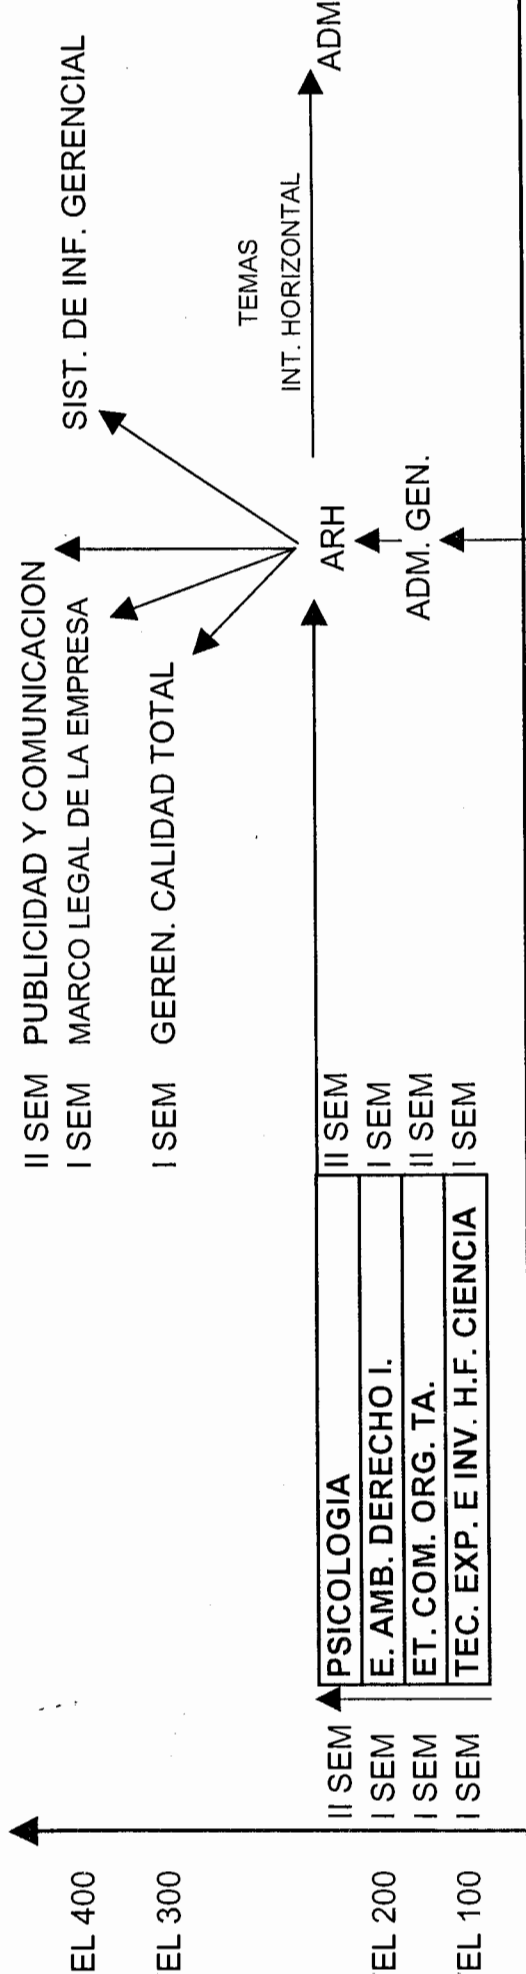 II SEM PUBLICIDAD Y COMUNICACION
I SEM MARCO LEGAL DE LA EMPRESA
SIST. DE INF. GERENCIAL
I SEM GEREN. CALIDAD TOTAL
TEMAS
INT. HORIZONTAL
ARH
ADM
ADM. GEN.
II SEM PSICOLOGIA II SEM
I SEM E. AMB. DERECHO I. I SEM
I SEM ET. COM. ORG. TA. II SEM
I SEM TEC. EXP. E INV. H.F. CIENCIA I SEM
EL 400
EL 300
EL 200
EL 100